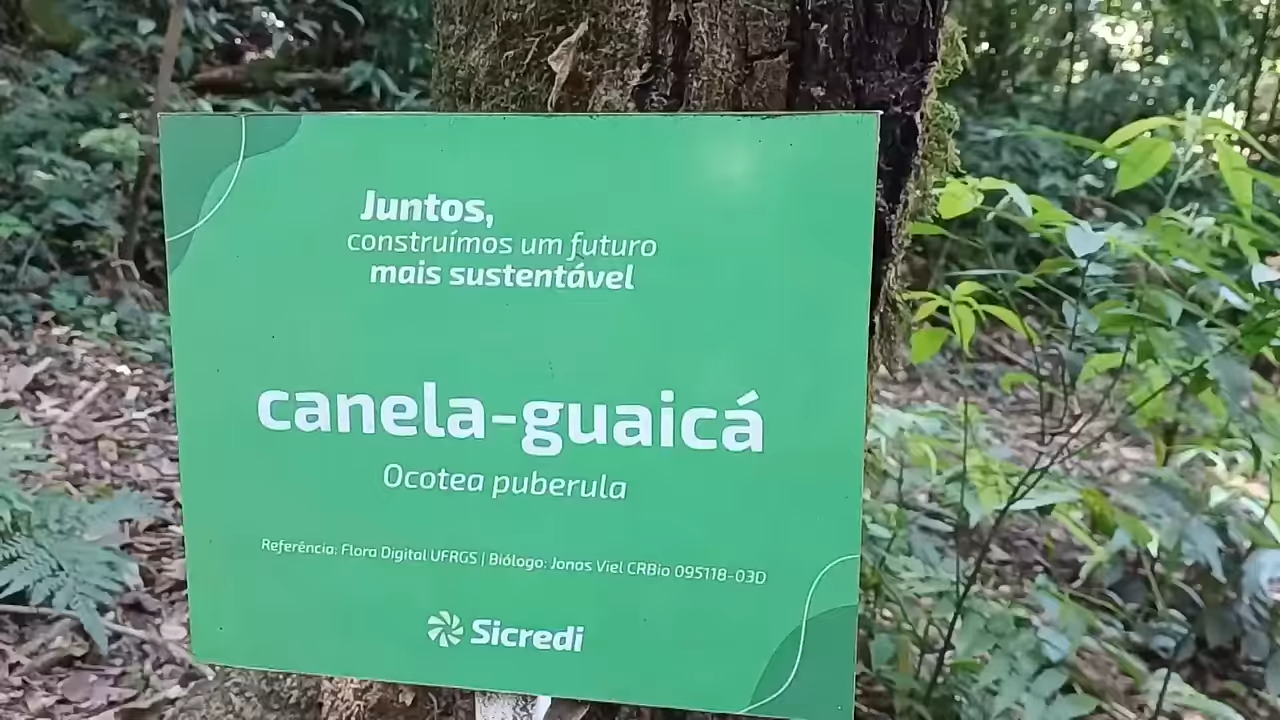 Juntos,
construímos um futuro
mais sustentável
canela-guaicá
Ocotea puberula
Referência: Flora Digital UFRGS | Biólogo: Jonas Viel CRBio 095118-03D
Sicredi